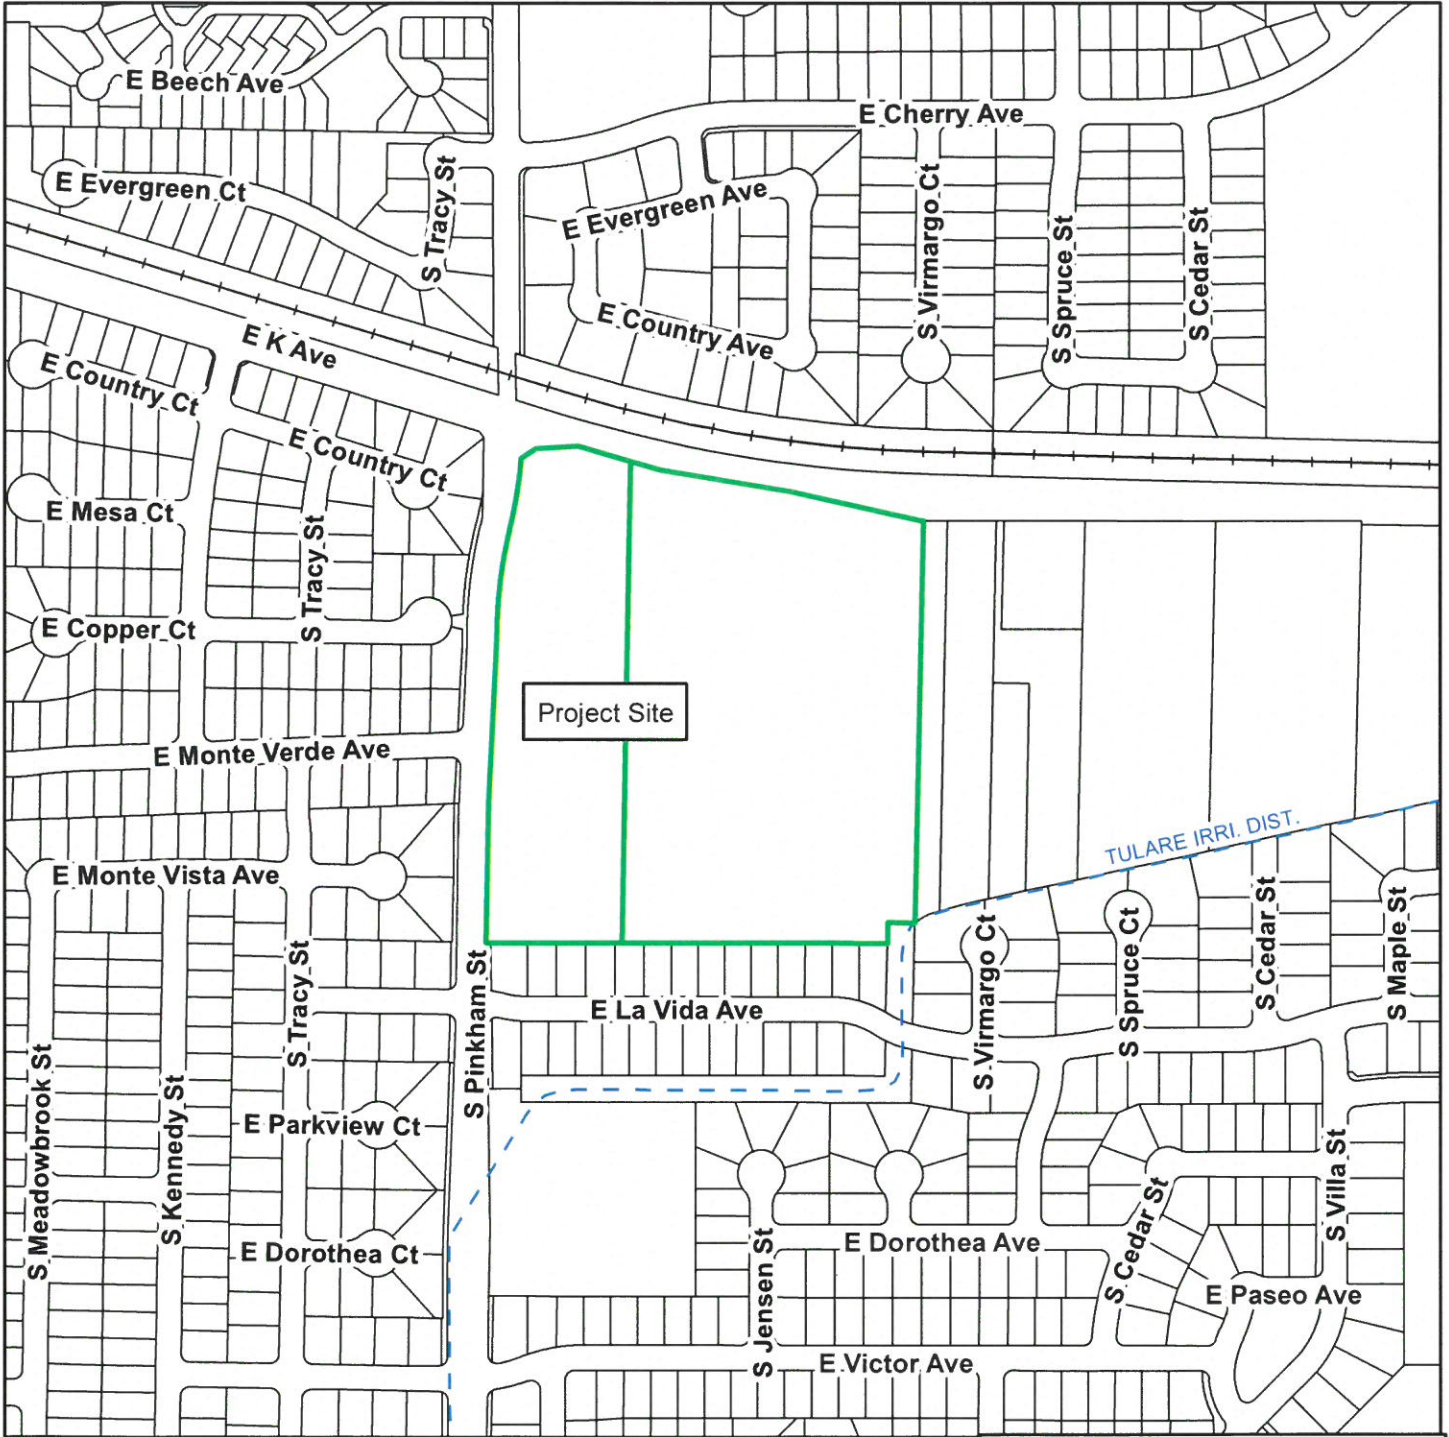 E Beech Ave
E Cherry Ave
E Evergreen Ct
S Tracy St
E Evergreen Ave
S Virmargo Ct
S Spruce St
S Cedar St
E K Ave
E Country Ave
E Country Ct
E Country Ct
E Mesa Ct
S Tracy St
E Copper Ct
Project Site
E Monte Verde Ave
TULARE IRRI. DIST.
E Monte Vista Ave
S Tracy St
S Pinkham St
E La Vida Ave
S Virmargo Ct
S Spruce Ct
S Cedar St
S Maple St
S Meadowbrook St
S Kennedy St
E Parkview Ct
E Dorothea Ct
S Jensen St
E Dorothea Ave
S Cedar St
S Villa St
E Paseo Ave
E Victor Ave